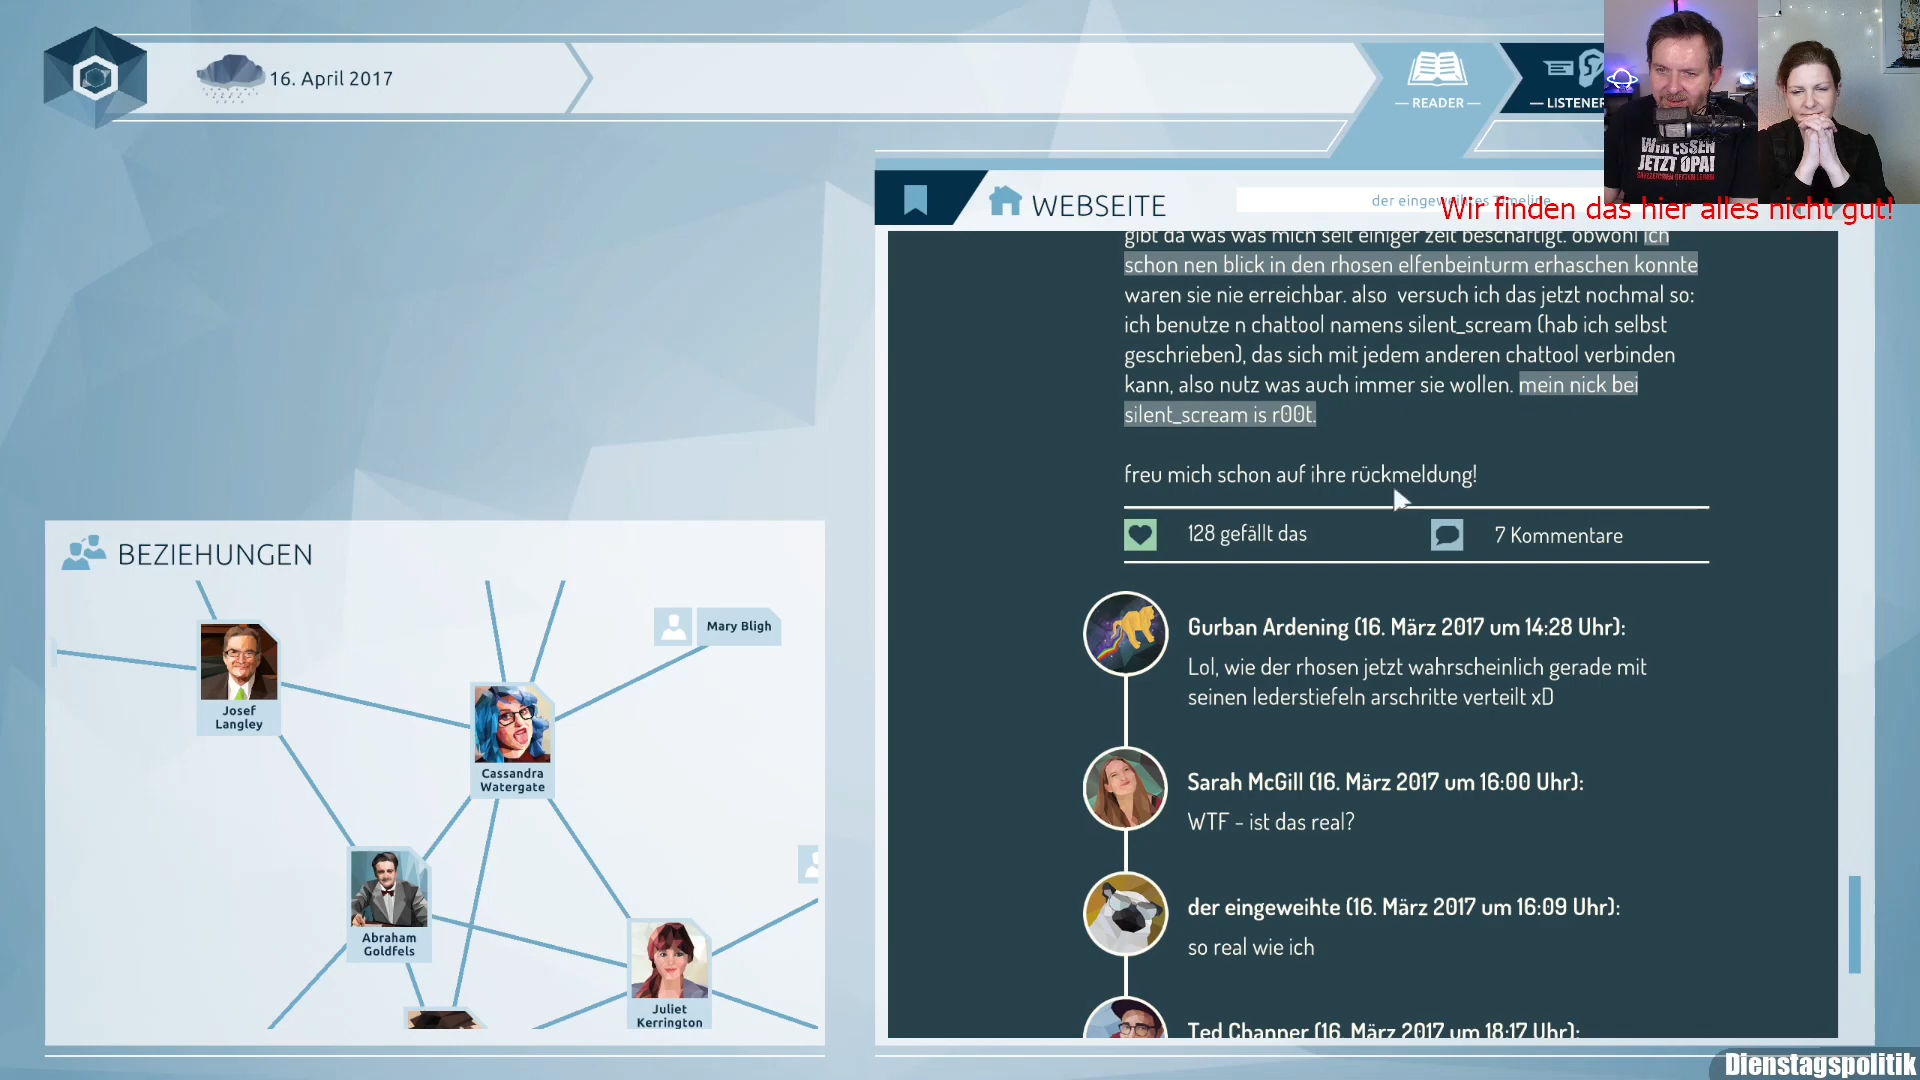 16. April 2017
READER
LISTENER
WIR ESSEN
JETZT OPA!
WEBSEITE
der eingeweihtes Timeline
Wir finden das hier alles nicht gut!
gibt da was was mich seit einiger zeit beschäftigt. obwohl ich
schon nen blick in den rhosen elfenbeinturm erhaschen konnte
waren sie nie erreichbar. also versuch ich das jetzt nochmal so:
ich benutze n chattool namens silent_scream (hab ich selbst
geschrieben), das sich mit jedem anderen chattool verbinden
kann, also nutz was auch immer sie wollen. mein nick bei
silent_scream is r00t.
freu mich schon auf ihre rückmeldung!
128 gefällt das
7 Kommentare
Gurban Ardening (16. März 2017 um 14:28 Uhr):
Lol, wie der rhosen jetzt wahrscheinlich gerade mit
seinen lederstiefeln arschritte verteilt xD
Sarah McGill (16. März 2017 um 16:00 Uhr):
WTF - ist das real?
der eingeweihte (16. März 2017 um 16:09 Uhr):
so real wie ich
Ted Channer (16. März 2017 um 18:17 Uhr):
BEZIEHUNGEN
Mary Bligh
Josef
Langley
Cassandra
Watergate
Abraham
Goldfels
Juliet
Kerrington
Dienstagspolitik